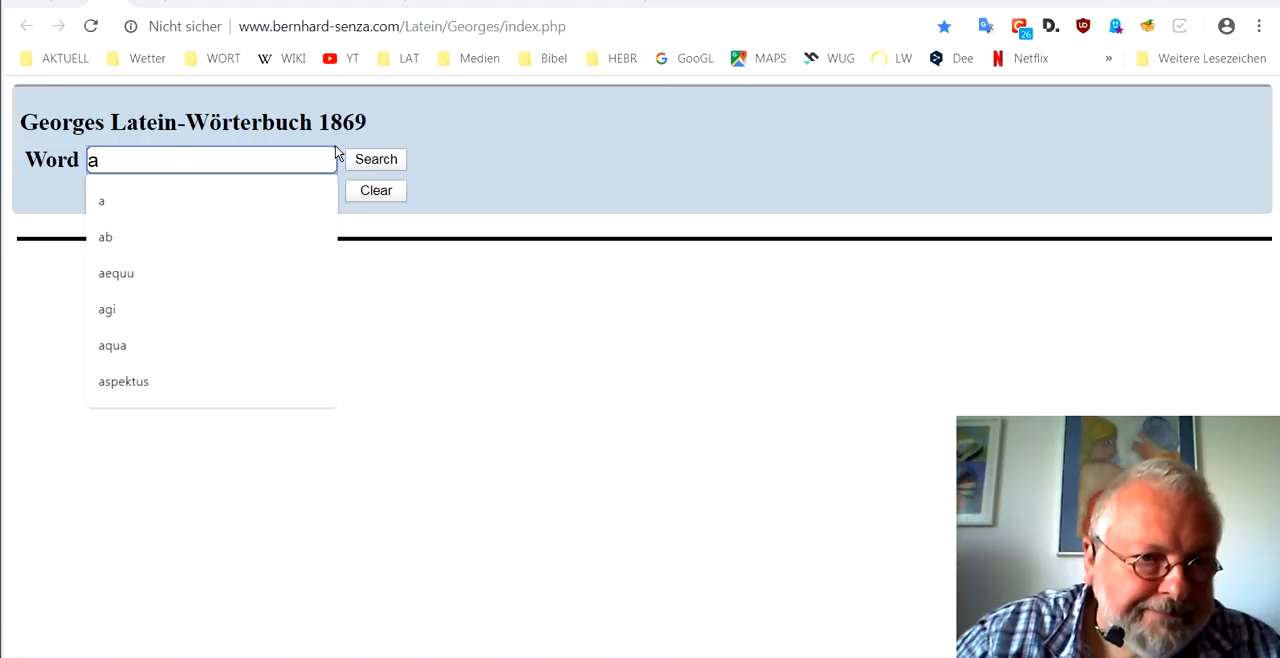 Nicht sicher | www.bernhard-senza.com/Latein/Georges/index.php
26
D.
AKTUELL Wetter WORT W WIKI YT LAT Medien Bibel HEBR G GooGL MAPS WUG LW Dee N Netflix » Weitere Lesezeichen
Georges Latein-Wörterbuch 1869
Word a Search
Clear
a
ab
aequu
agi
aqua
aspektus